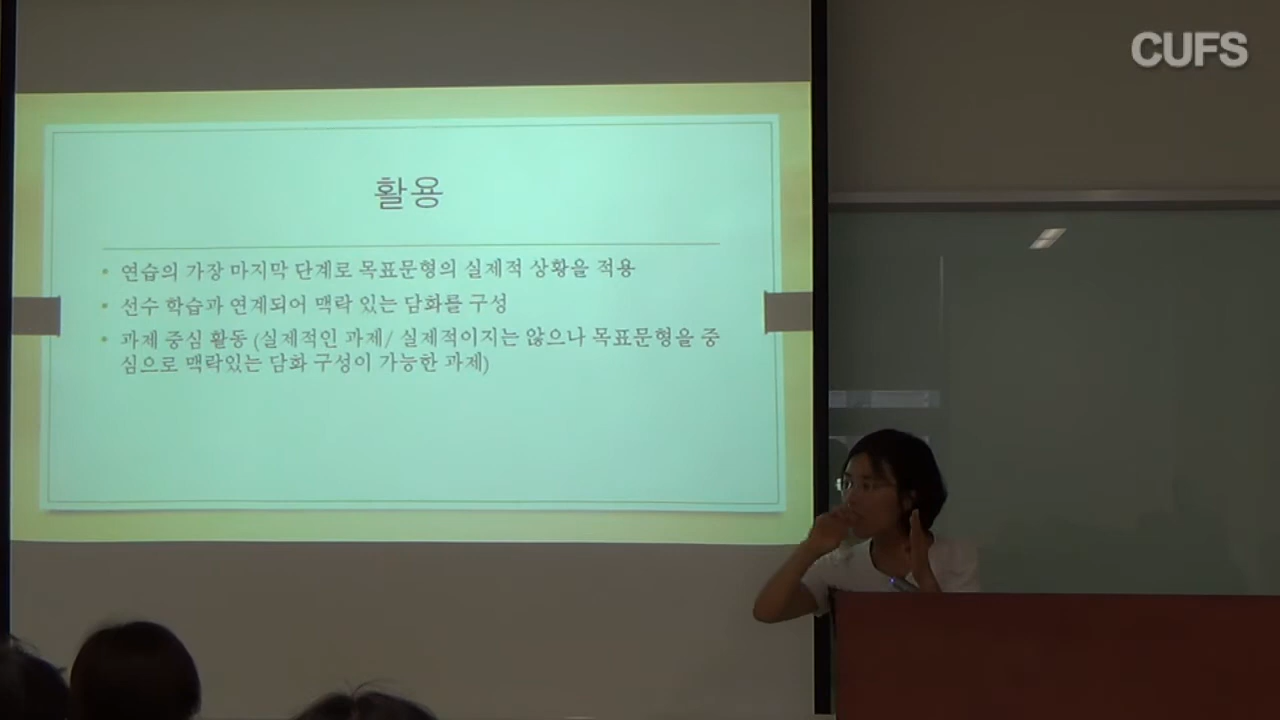 CUFS
활용
• 연습의 가장 마지막 단계로 목표문형의 실제적 상황을 적용
• 선수 학습과 연계되어 맥락 있는 담화를 구성
• 과제 중심 활동 (실제적인 과제/ 실제적이지는 않으나 목표문형을 중
심으로 맥락있는 담화 구성이 가능한 과제)